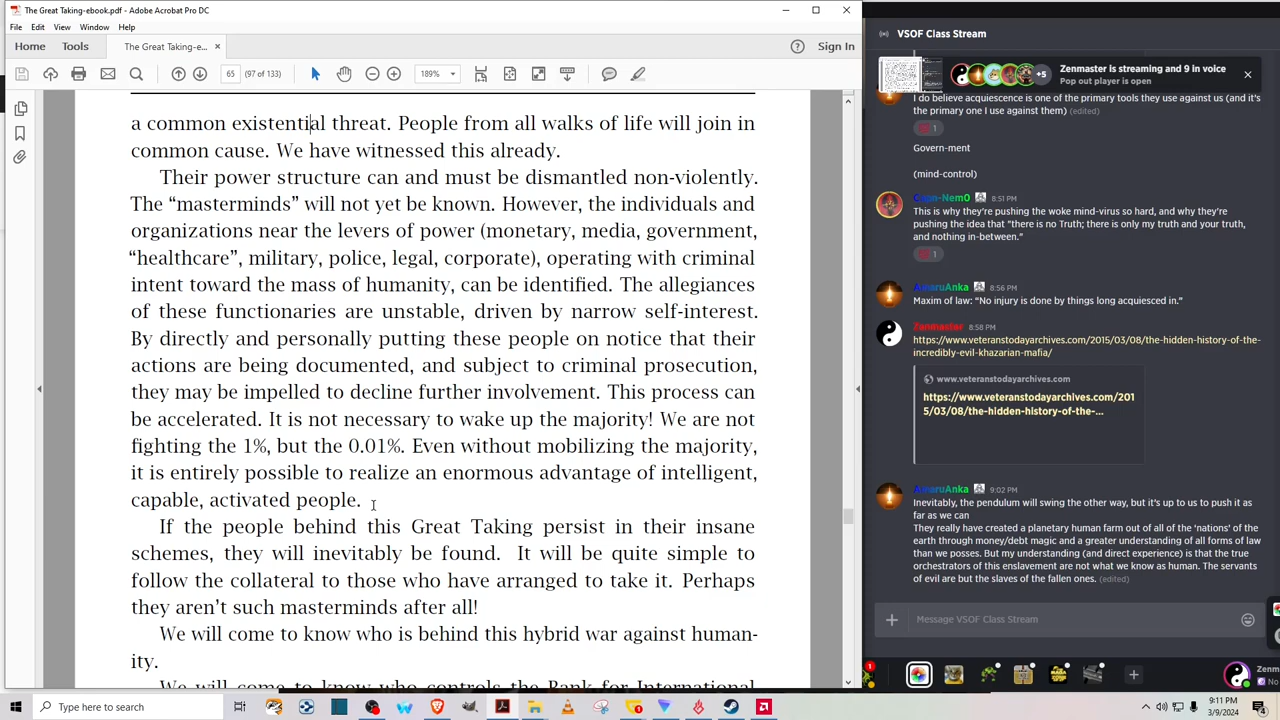 The Great Taking-ebook.pdf - Adobe Acrobat Pro DC
File Edit View Window Help
Home Tools The Great Taking-e... × Sign In
65 (97 of 133) 189%
a common existential threat. People from all walks of life will join in
common cause. We have witnessed this already.
Their power structure can and must be dismantled non-violently.
The “masterminds” will not yet be known. However, the individuals and
organizations near the levers of power (monetary, media, government,
“healthcare”, military, police, legal, corporate), operating with criminal
intent toward the mass of humanity, can be identified. The allegiances
of these functionaries are unstable, driven by narrow self-interest.
By directly and personally putting these people on notice that their
actions are being documented, and subject to criminal prosecution,
they may be impelled to decline further involvement. This process can
be accelerated. It is not necessary to wake up the majority! We are not
fighting the 1%, but the 0.01%. Even without mobilizing the majority,
it is entirely possible to realize an enormous advantage of intelligent,
capable, activated people.
If the people behind this Great Taking persist in their insane
schemes, they will inevitably be found. It will be quite simple to
follow the collateral to those who have arranged to take it. Perhaps
they aren’t such masterminds after all!
We will come to know who is behind this hybrid war against human-
ity.
We will come to know who controls the Bank for International
VSOF Class Stream
Zenmaster is streaming and 9 in voice
+5
Pop out player is open
I do believe acquiescence is one of the primary tools they use against us (and it's
the primary one I use against them) (edited)
1
Govern-ment
(mind-control)
8:51 PM
This is why they're pushing the woke mind-virus so hard, and why they're
pushing the idea that "there is no Truth; there is only my truth and your truth,
and nothing in-between."
1
8:56 PM
Maxim of law: “No injury is done by things long acquiesced in.”
Zenmaster 8:58 PM
https://www.veteranstodayarchives.com/2015/03/08/the-hidden-history-of-the-
incredibly-evil-khazarian-mafia/
www.veteranstodayarchives.com
https://www.veteranstodayarchives.com/201
5/03/08/the-hidden-history-of-the-...
9:02 PM
Inevitably, the pendulum will swing the other way, but it's up to us to push it as
far as we can
They really have created a planetary human farm out of all of the 'nations' of the
earth through money/debt magic and a greater understanding of all forms of law
than we posses. But my understanding (and direct experience) is that the true
orchestrators of this enslavement are not what we know as human. The servants
of evil are but the slaves of the fallen ones. (edited)
Message VSOF Class Stream
1
Zenm
No
Type here to search
9:11 PM
3/9/2024
4